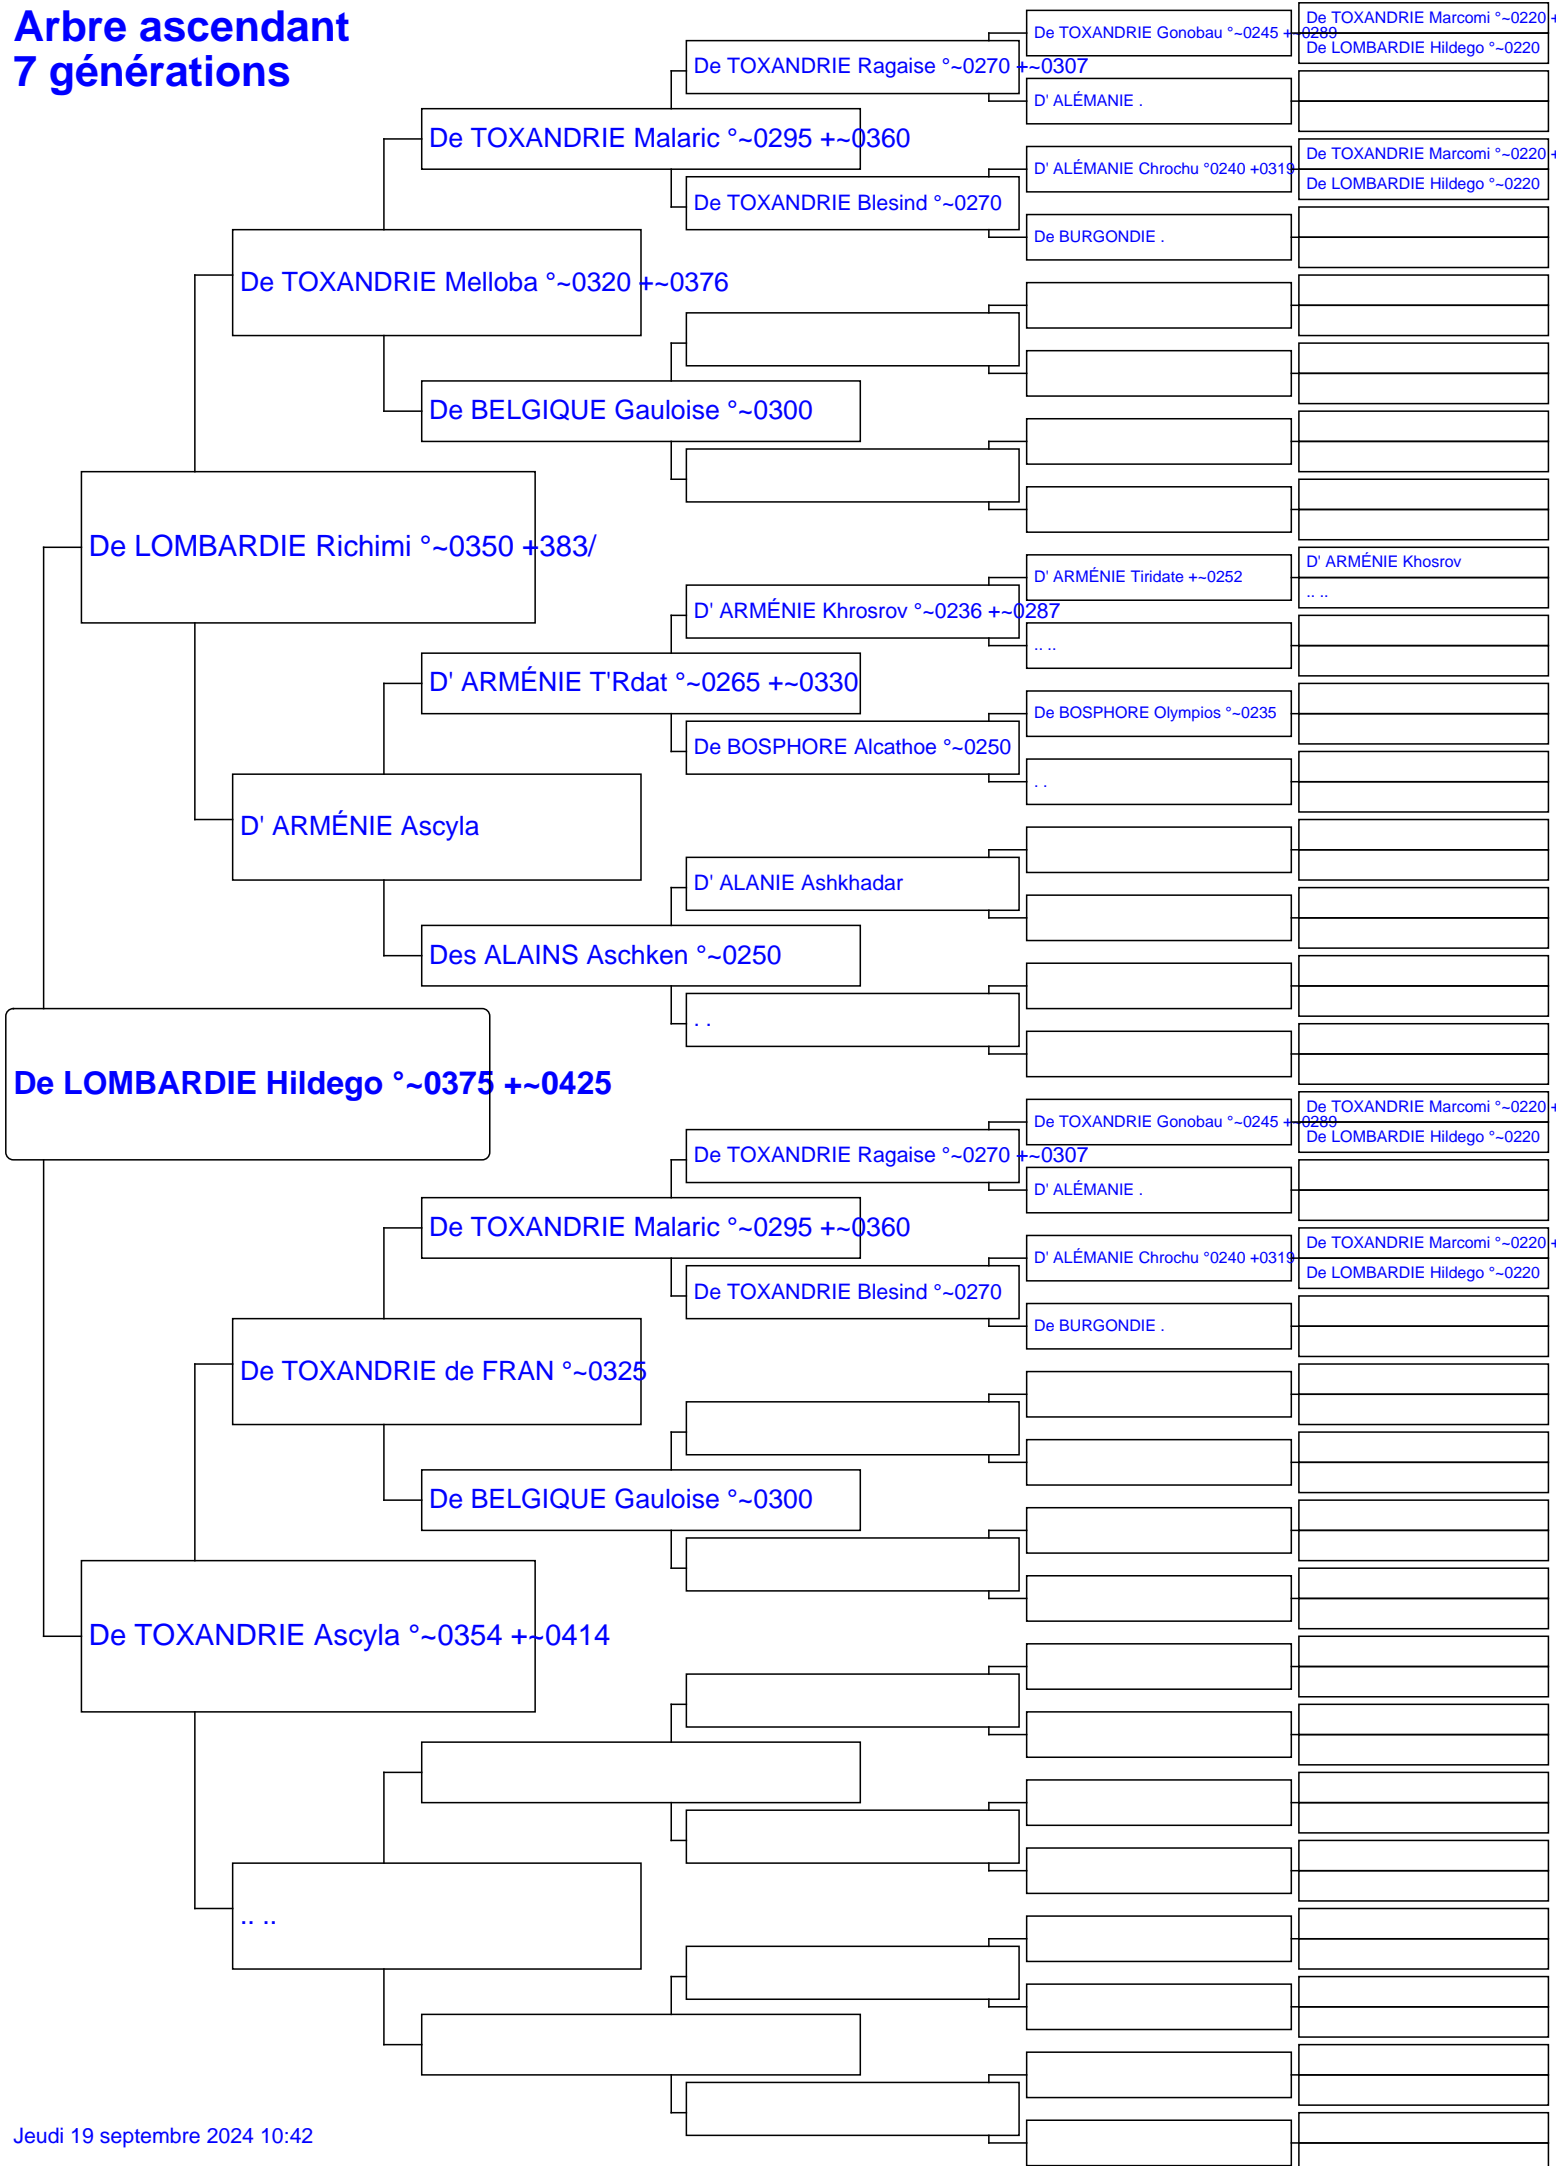 Arbre ascendant
7 générations
De TOXANDRIE Marcomi °~0220 +
De TOXANDRIE Gonobau °~0245 +~0289
De LOMBARDIE Hildego °~0220
De TOXANDRIE Ragaise °~0270 +~0307
D' ALÉMANIE .
De TOXANDRIE Malaric °~0295 +~0360
De TOXANDRIE Marcomi °~0220 +
D' ALÉMANIE Chrochu °0240 +0319
De LOMBARDIE Hildego °~0220
De TOXANDRIE Blesind °~0270
De BURGONDIE .
De TOXANDRIE Melloba °~0320 +~0376
De BELGIQUE Gauloise °~0300
De LOMBARDIE Richimi °~0350 +383/
D' ARMÉNIE Khosrov
D' ARMÉNIE Tiridate +~0252
.. ..
D' ARMÉNIE Khrosrov °~0236 +~0287
.. ..
D' ARMÉNIE T'Rdat °~0265 +~0330
De BOSPHORE Olympios °~0235
De BOSPHORE Alcathoe °~0250
. .
D' ARMÉNIE Ascyla
D' ALANIE Ashkhadar
Des ALAINS Aschken °~0250
. .
De LOMBARDIE Hildego °~0375 +~0425
De TOXANDRIE Marcomi °~0220 +
De TOXANDRIE Gonobau °~0245 +~0289
De LOMBARDIE Hildego °~0220
De TOXANDRIE Ragaise °~0270 +~0307
D' ALÉMANIE .
De TOXANDRIE Malaric °~0295 +~0360
De TOXANDRIE Marcomi °~0220 +
D' ALÉMANIE Chrochu °0240 +0319
De LOMBARDIE Hildego °~0220
De TOXANDRIE Blesind °~0270
De BURGONDIE .
De TOXANDRIE de FRAN °~0325
De BELGIQUE Gauloise °~0300
De TOXANDRIE Ascyla °~0354 +~0414
.. ..
Jeudi 19 septembre 2024 10:42